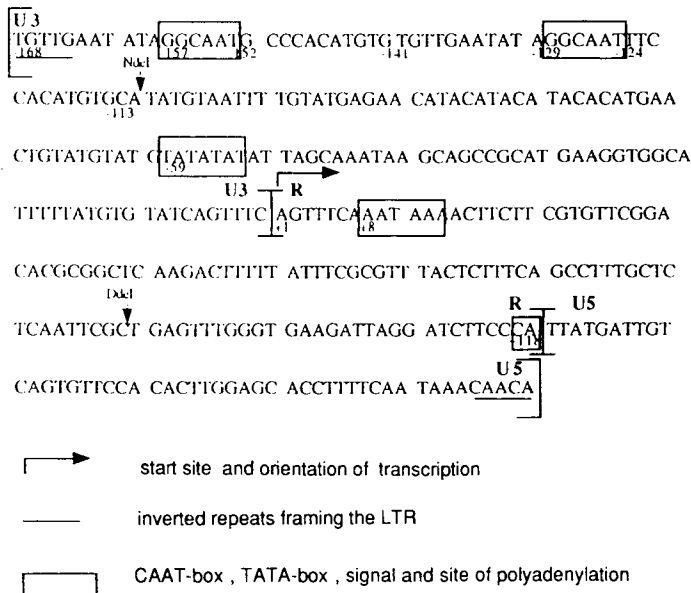 U3
TGTTGAAT ATAGGCAATG CCCACATGTG TGTTGAATAT AGGCAATTTC
-168 -157 -152 -141 -129 -124
NdeI
CACATGTGCA TATGTAATTT TGTATGAGAA CATACATACA TACACATGAA
-113
CTGTATGTAT GTATATATAT TAGCAAATAA GCAGCCGCAT GAAGGTGGCA
-59
U3 R
TTTTTATGTG TATCAGTTTC AGTTTCAAAT AAAACTTCTT CGTGTTCGGA
+1 +8
CACGCGGCTC AAGACTTTTT ATTTCGCGTT TACTCTTTCA GCCTTTGCTC
DdeI
R U5
TCAATTCGCT GAGTTTGGGT GAAGATTAGG ATCTTCCCCA TTATGATTGT
-118
U5
CAGTGTTCCA CACTTGGAGC ACCTTTTCAA TAAACAACA
start site and orientation of transcription
inverted repeats framing the LTR
CAAT-box , TATA-box , signal and site of polyadenylation